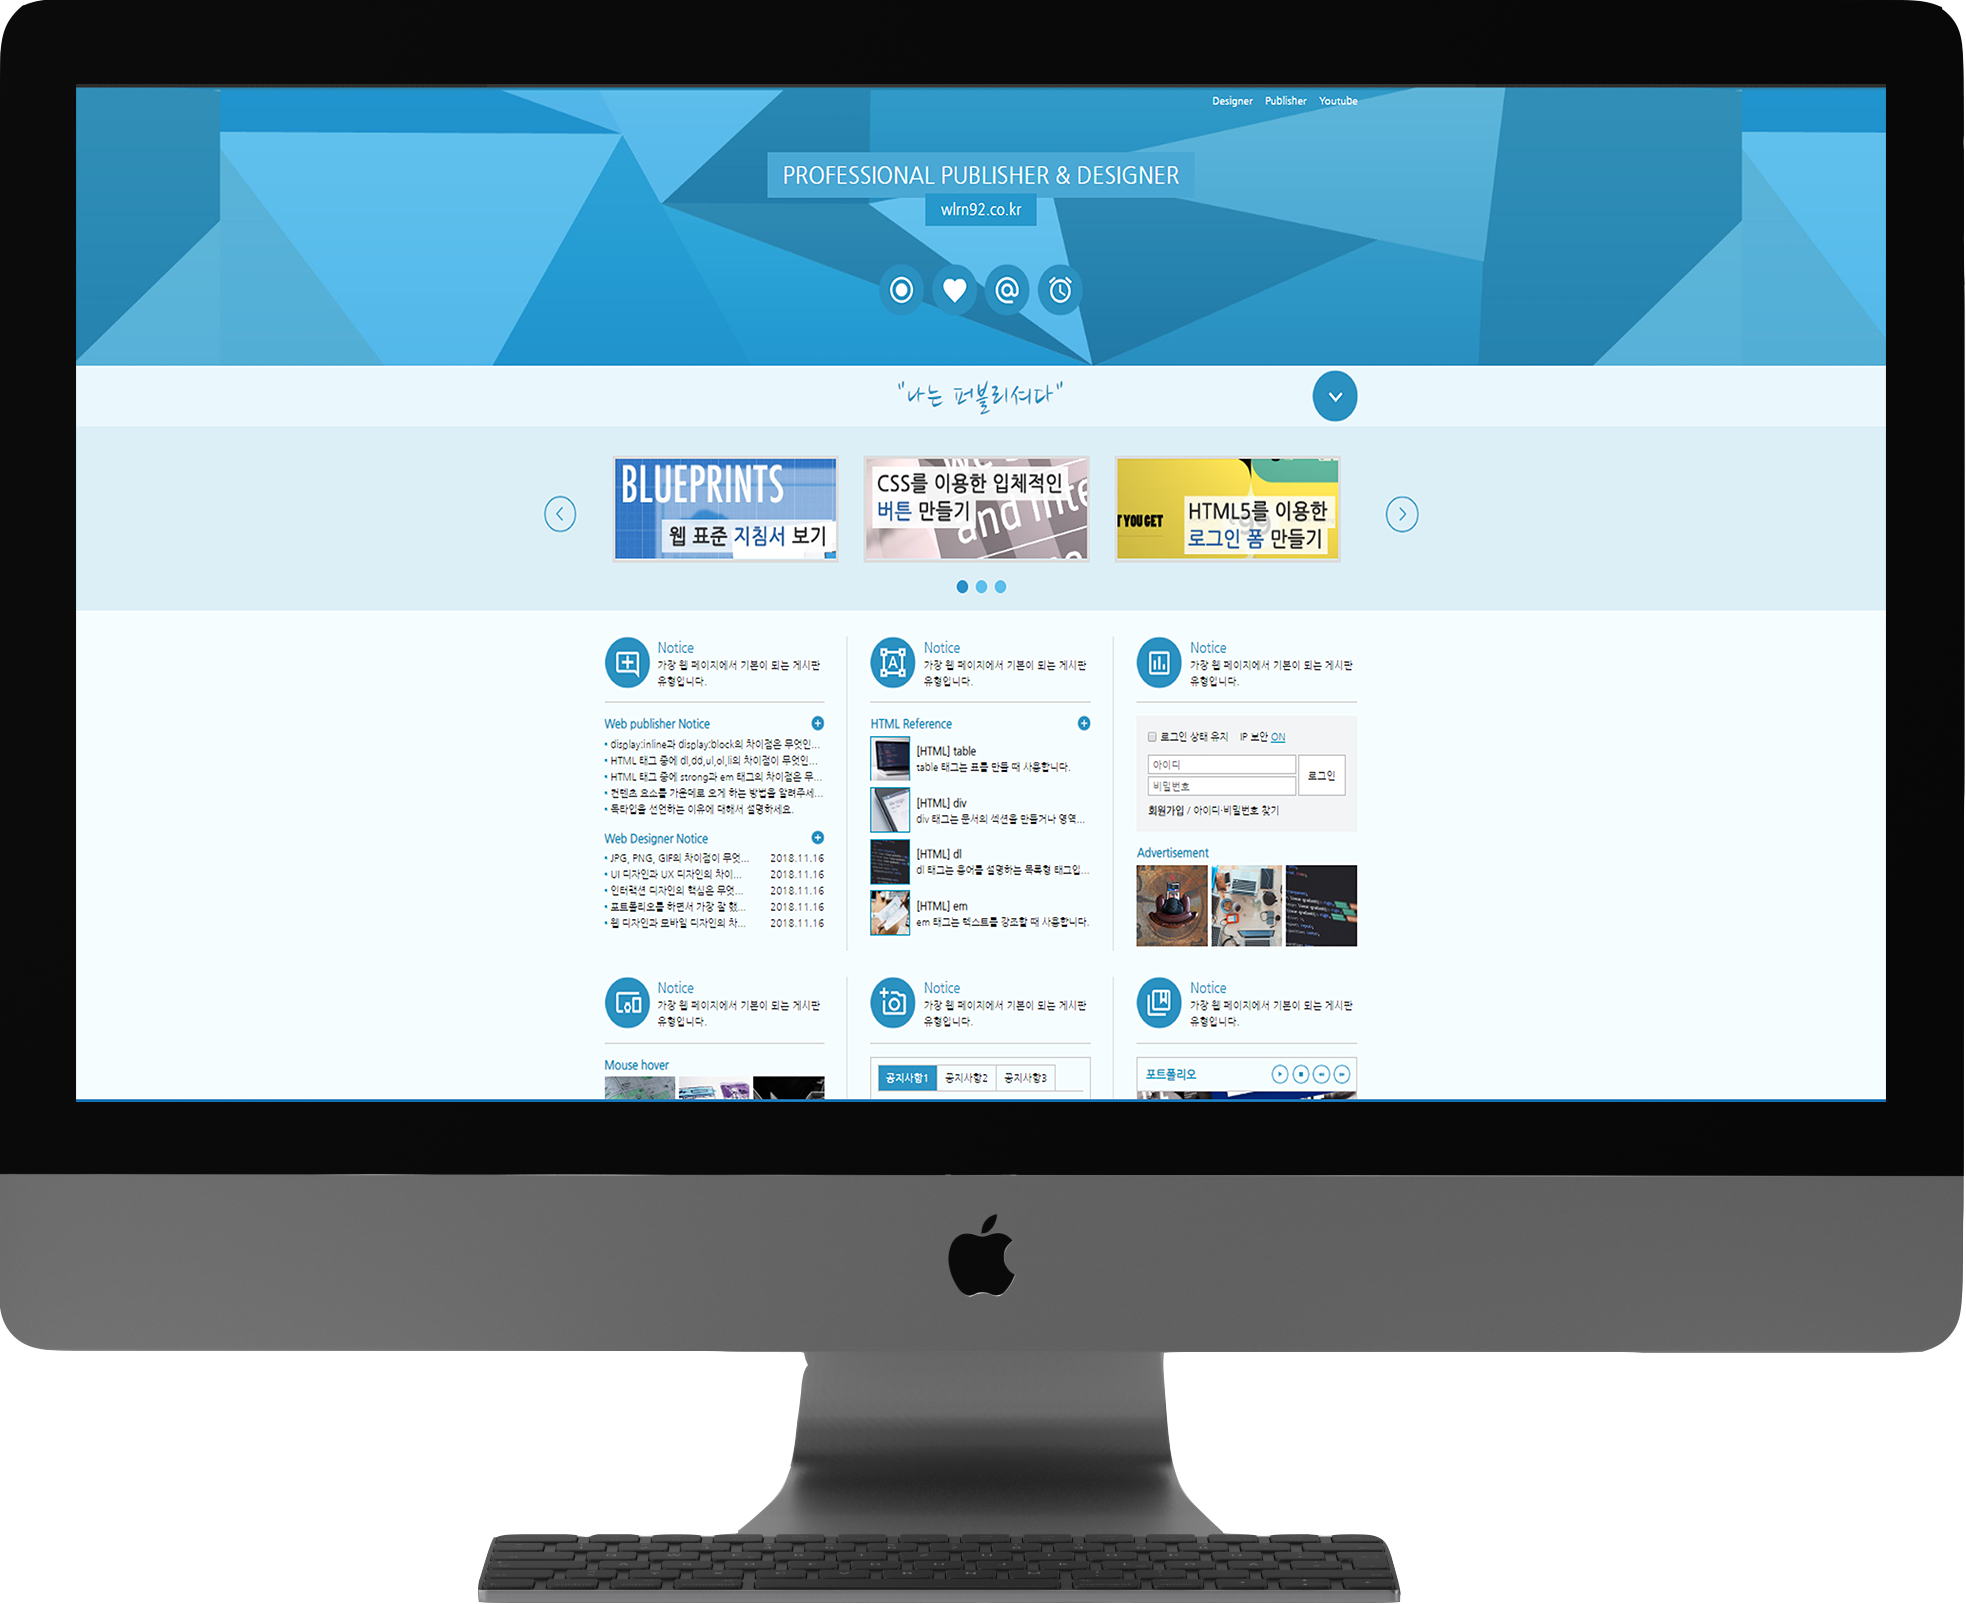 Designer Publisher Youtube
PROFESSIONAL PUBLISHER & DESIGNER
wlrn92.co.kr
"나는 퍼블리셔다"
BLUEPRINTS
웹 표준 지침서 보기
CSS를 이용한 입체적인
버튼 만들기
and inte
T YOU GET
HTML5를 이용한
로그인 폼 만들기
Notice
가장 웹 페이지에서 기본이 되는 게시판
유형입니다.
Web publisher Notice
display:inline과 display:block의 차이점은 무엇인...
HTML 태그 중에 dl,dd,ul,ol,li의 차이점이 무엇인...
HTML 태그 중에 strong과 em 태그의 차이점은 무...
컨텐츠 요소를 가운데로 오게 하는 방법을 알려주세...
독타입을 선언하는 이유에 대해서 설명하세요.
Web Designer Notice
JPG, PNG, GIF의 차이점이 무엇... 2018.11.16
UI 디자인과 UX 디자인의 차이... 2018.11.16
인터랙션 디자인의 핵심은 무엇... 2018.11.16
포트폴리오를 하면서 가장 잘 했... 2018.11.16
웹 디자인과 모바일 디자인의 차... 2018.11.16
Notice
가장 웹 페이지에서 기본이 되는 게시판
유형입니다.
HTML Reference
[HTML] table
table 태그는 표를 만들 때 사용합니다.
[HTML] div
div 태그는 문서의 섹션을 만들거나 영역...
[HTML] dl
dl 태그는 용어를 설명하는 목록형 태그입...
[HTML] em
em 태그는 텍스트를 강조할 때 사용합니다.
Notice
가장 웹 페이지에서 기본이 되는 게시판
유형입니다.
로그인 상태 유지 IP 보안 ON
아이디
비밀번호
로그인
회원가입 / 아이디·비밀번호 찾기
Advertisement
Notice
가장 웹 페이지에서 기본이 되는 게시판
유형입니다.
Mouse hover
Notice
가장 웹 페이지에서 기본이 되는 게시판
유형입니다.
공지사항1 공지사항2 공지사항3
Notice
가장 웹 페이지에서 기본이 되는 게시판
유형입니다.
포트폴리오